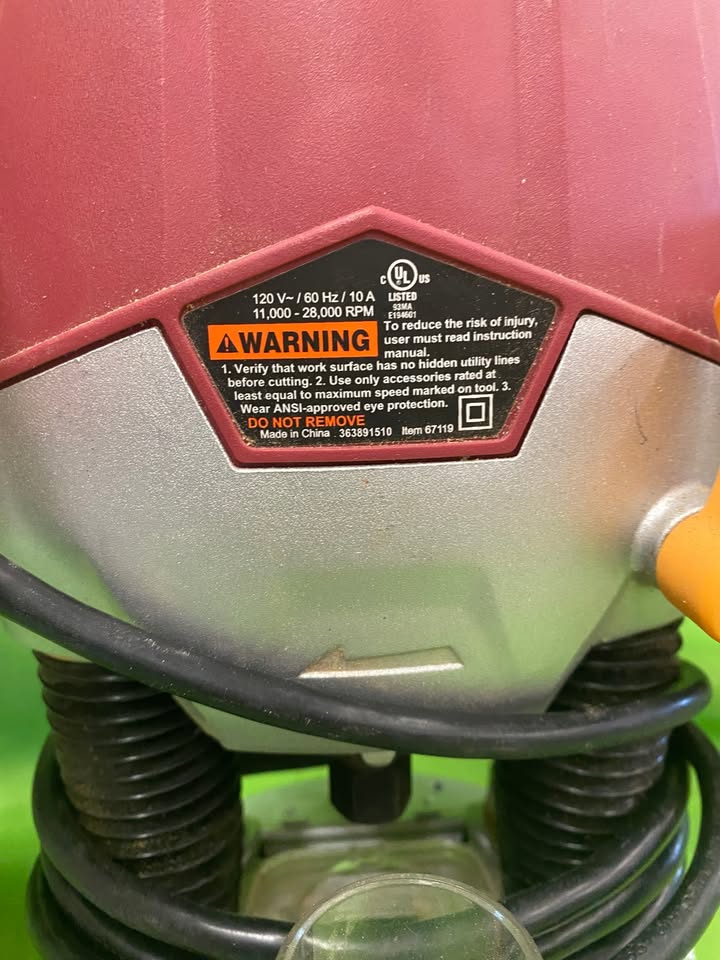 C UL US
LISTED
93MA
E194601
120 V~ / 60 Hz / 10 A
11,000 - 28,000 RPM
WARNING
To reduce the risk of injury,
user must read instruction
manual.
1. Verify that work surface has no hidden utility lines
before cutting. 2. Use only accessories rated at
least equal to maximum speed marked on tool. 3.
Wear ANSI-approved eye protection.
DO NOT REMOVE
Made in China 363891510 Item 67119